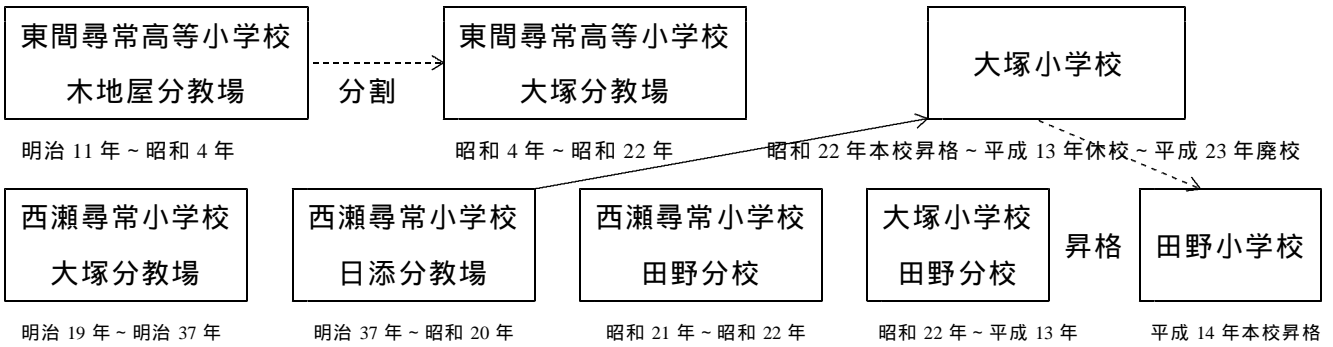 東間尋常高等小学校
木地屋分教場
分割
東間尋常高等小学校
大塚分教場
大塚小学校
明治 11 年 ~ 昭和 4 年
昭和 4 年 ~ 昭和 22 年
昭和 22 年本校昇格 ~ 平成 13 年休校 ~ 平成 23 年廃校
西瀬尋常小学校
大塚分教場
西瀬尋常小学校
日添分教場
西瀬尋常小学校
田野分校
大塚小学校
田野分校
昇格
田野小学校
明治 19 年 ~ 明治 37 年
明治 37 年 ~ 昭和 20 年
昭和 21 年 ~ 昭和 22 年
昭和 22 年 ~ 平成 13 年
平成 14 年本校昇格